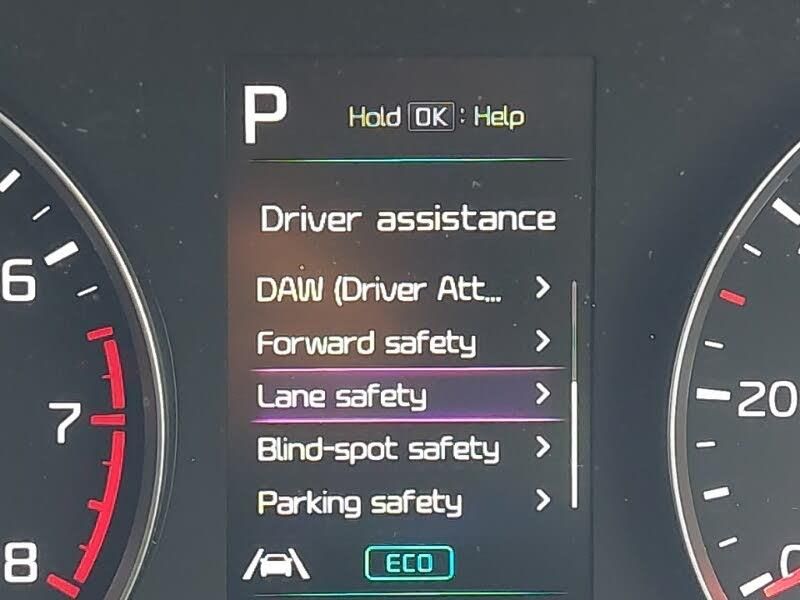 P
Hold OK : Help
Driver assistance
DAW (Driver Att...
Forward safety
Lane safety
Blind-spot safety
Parking safety
ECO
6
7
8
20
0